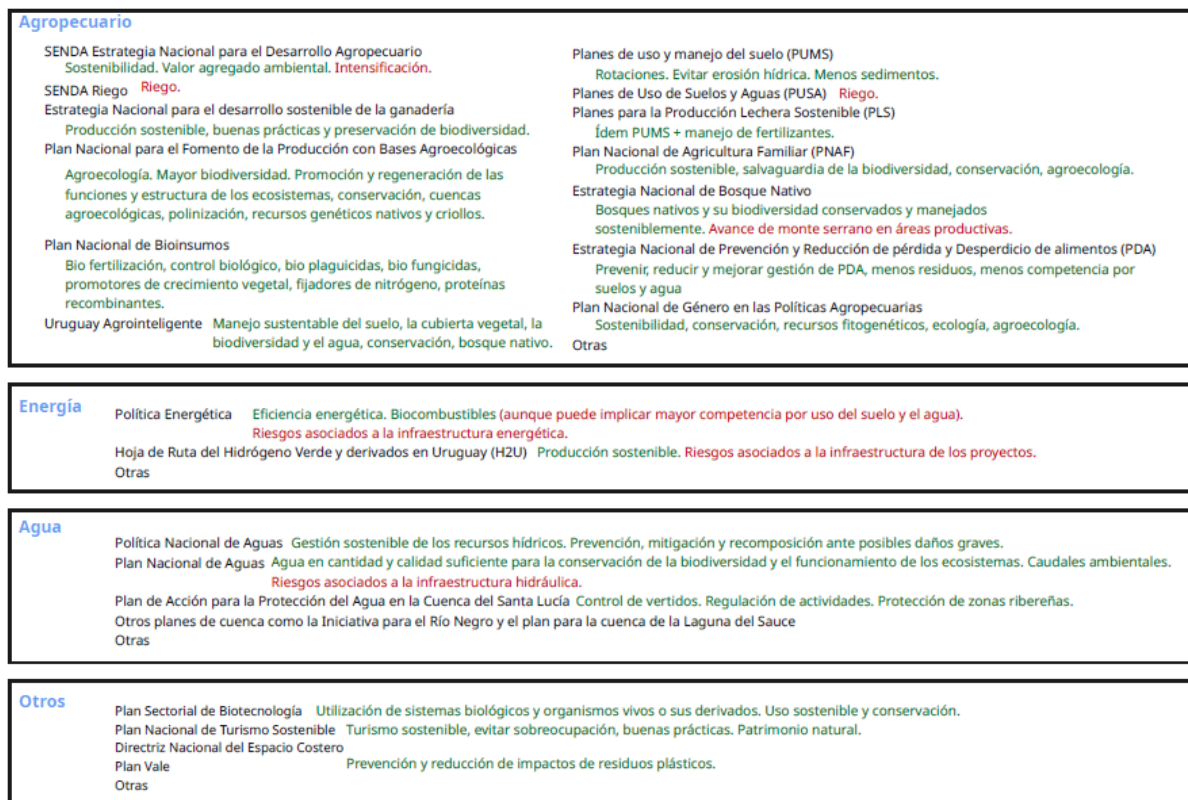 Agropecuario
SENDA Estrategia Nacional para el Desarrollo Agropecuario
Sostenibilidad. Valor agregado ambiental. Intensificación.
SENDA Riego Riego.
Estrategia Nacional para el desarrollo sostenible de la ganadería
Producción sostenible, buenas prácticas y preservación de biodiversidad.
Plan Nacional para el Fomento de la Producción con Bases Agroecológicas
Agroecología. Mayor biodiversidad. Promoción y regeneración de las
funciones y estructura de los ecosistemas, conservación, cuencas
agroecológicas, polinización, recursos genéticos nativos y criollos.
Plan Nacional de Bioinsumos
Bio fertilización, control biológico, bio plaguicidas, bio fungicidas,
promotores de crecimiento vegetal, fijadores de nitrógeno, proteínas
recombinantes.
Uruguay Agrointeligente Manejo sustentable del suelo, la cubierta vegetal, la
biodiversidad y el agua, conservación, bosque nativo.
Planes de uso y manejo del suelo (PUMS)
Rotaciones. Evitar erosión hídrica. Menos sedimentos.
Planes de Uso de Suelos y Aguas (PUSA) Riego.
Planes para la Producción Lechera Sostenible (PLS)
Ídem PUMS + manejo de fertilizantes.
Plan Nacional de Agricultura Familiar (PNAF)
Producción sostenible, salvaguardia de la biodiversidad, conservación, agroecología.
Estrategia Nacional de Bosque Nativo
Bosques nativos y su biodiversidad conservados y manejados
sosteniblemente. Avance de monte serrano en áreas productivas.
Estrategia Nacional de Prevención y Reducción de pérdida y Desperdicio de alimentos (PDA)
Prevenir, reducir y mejorar gestión de PDA, menos residuos, menos competencia por
suelos y agua
Plan Nacional de Género en las Políticas Agropecuarias
Sostenibilidad, conservación, recursos fitogenéticos, ecología, agroecología.
Otras
Energía
Política Energética Eficiencia energética. Biocombustibles (aunque puede implicar mayor competencia por uso del suelo y el agua).
Riesgos asociados a la infraestructura energética.
Hoja de Ruta del Hidrógeno Verde y derivados en Uruguay (H2U) Producción sostenible. Riesgos asociados a la infraestructura de los proyectos.
Otras
Agua
Política Nacional de Aguas Gestión sostenible de los recursos hídricos. Prevención, mitigación y recomposición ante posibles daños graves.
Plan Nacional de Aguas Agua en cantidad y calidad suficiente para la conservación de la biodiversidad y el funcionamiento de los ecosistemas. Caudales ambientales.
Riesgos asociados a la infraestructura hidráulica.
Plan de Acción para la Protección del Agua en la Cuenca del Santa Lucía Control de vertidos. Regulación de actividades. Protección de zonas ribereñas.
Otros planes de cuenca como la Iniciativa para el Río Negro y el plan para la cuenca de la Laguna del Sauce
Otras
Otros
Plan Sectorial de Biotecnología Utilización de sistemas biológicos y organismos vivos o sus derivados. Uso sostenible y conservación.
Plan Nacional de Turismo Sostenible Turismo sostenible, evitar sobreocupación, buenas prácticas. Patrimonio natural.
Directriz Nacional del Espacio Costero
Plan Vale Prevención y reducción de impactos de residuos plásticos.
Otras